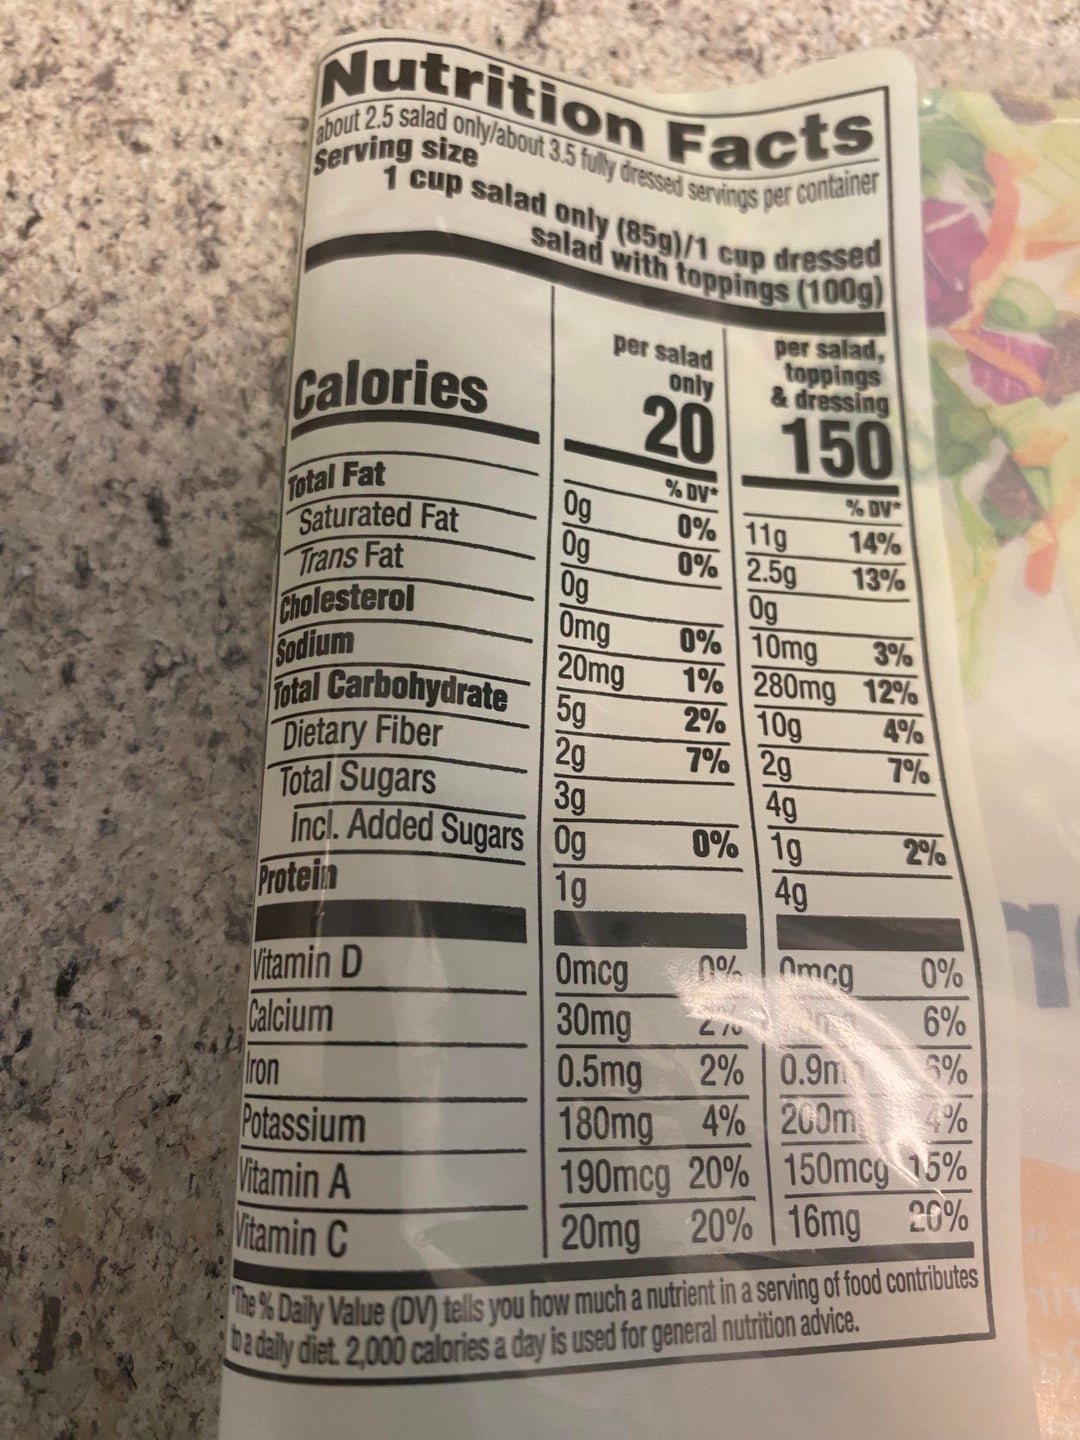 Nutrition Facts
about 2.5 salad only/about 3.5 fully dressed servings per container
Serving size
1 cup salad only (85g)/1 cup dressed
salad with toppings (100g)
Calories
per salad only
20
per salad, toppings & dressing
150
% DV* % DV*
Total Fat 0g 0% 11g 14%
Saturated Fat 0g 0% 2.5g 13%
Trans Fat 0g 0g
Cholesterol 0mg 0% 10mg 3%
Sodium 20mg 1% 280mg 12%
Total Carbohydrate 5g 2% 10g 4%
Dietary Fiber 2g 7% 2g 7%
Total Sugars 3g 4g
Incl. Added Sugars 0g 0% 1g 2%
Protein 1g 4g
Vitamin D 0mcg 0% 0mcg 0%
Calcium 30mg 2% 6%
Iron 0.5mg 2% 6%
Potassium 180mg 4% 4%
Vitamin A 190mcg 20% 150mcg 15%
Vitamin C 20mg 20% 16mg 20%
*The % Daily Value (DV) tells you how much a nutrient in a serving of food contributes
to a daily diet. 2,000 calories a day is used for general nutrition advice.